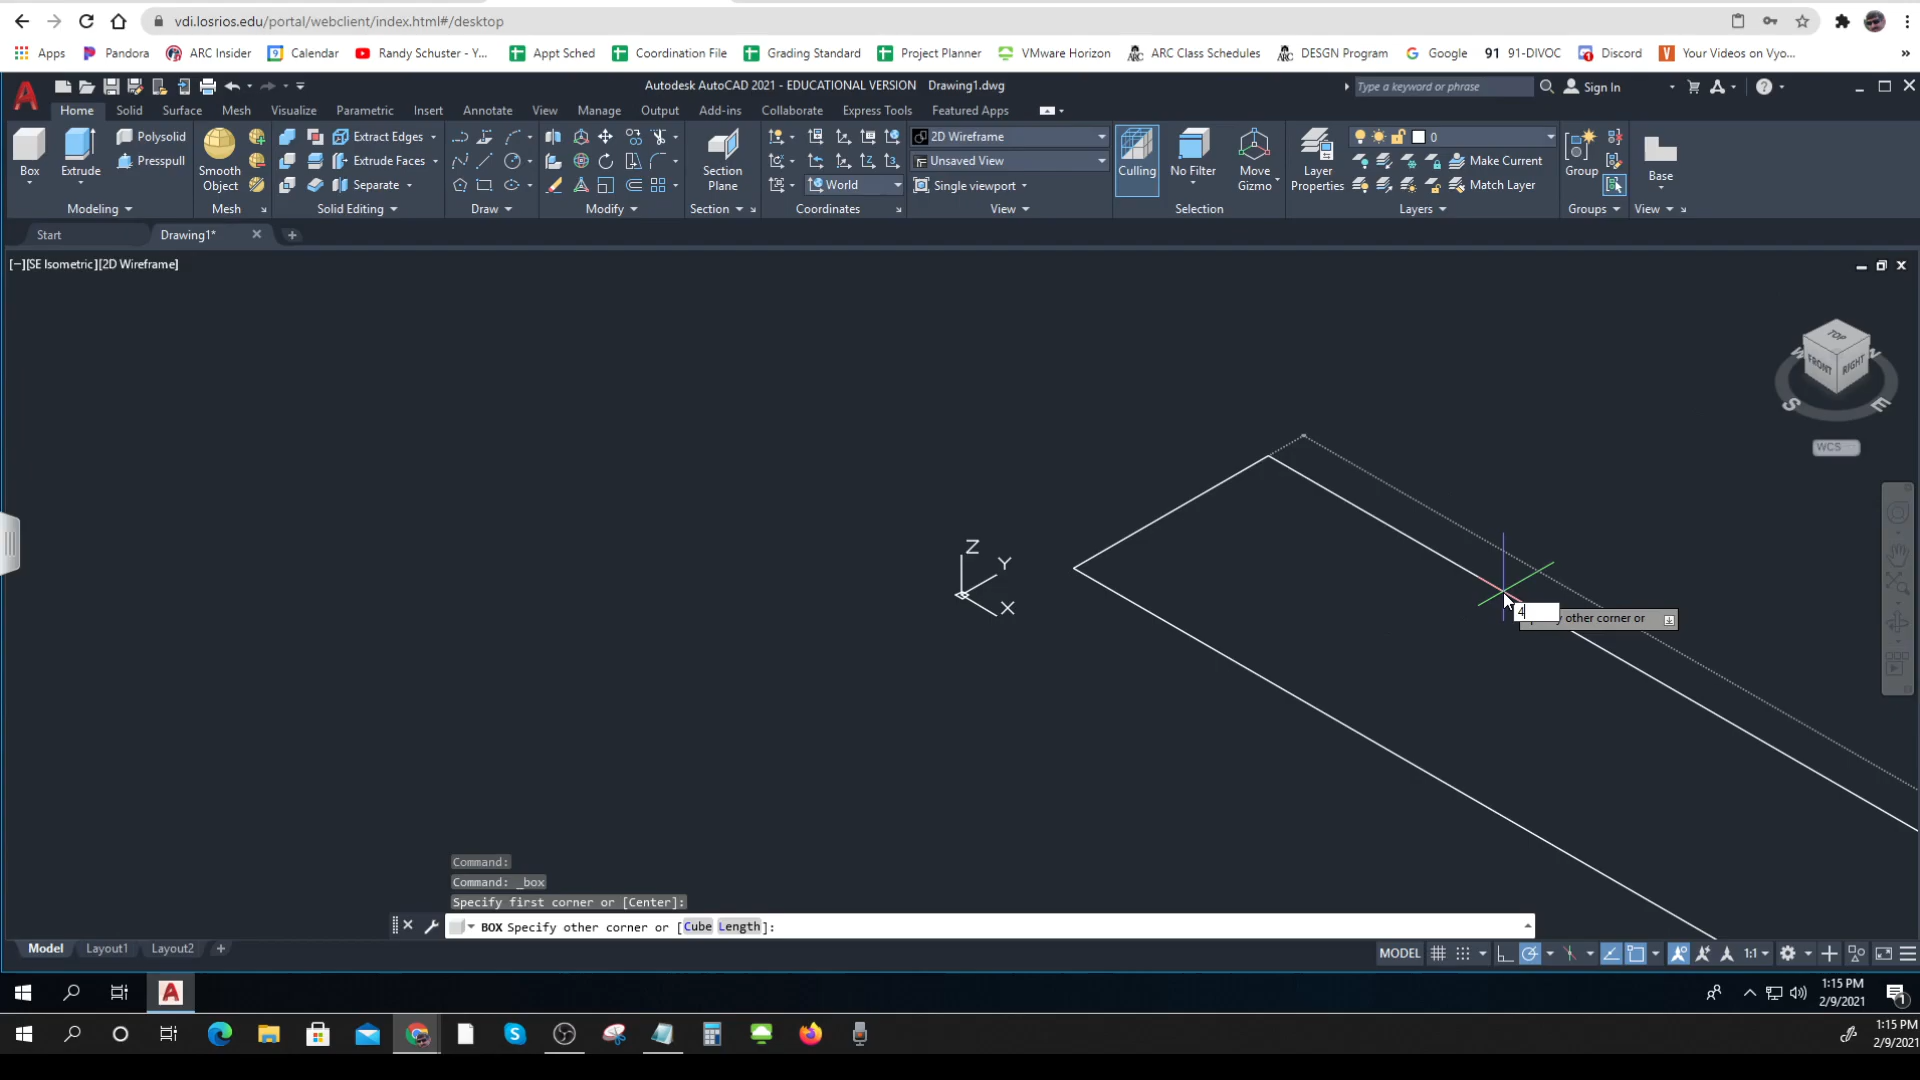 vdi.losrios.edu/portal/webclient/index.html#/desktop
Apps Pandora ARC Insider Calendar Randy Schuster - Y... Appt Sched Coordination File Grading Standard Project Planner VMware Horizon ARC Class Schedules DESGN Program Google 91 91-DIVOC Discord Your Videos on Vyo... »
Autodesk AutoCAD 2021 - EDUCATIONAL VERSION Drawing1.dwg Type a keyword or phrase Sign In
Home Solid Surface Mesh Visualize Parametric Insert Annotate View Manage Output Add-ins Collaborate Express Tools Featured Apps
Polysolid Extract Edges 2D Wireframe 0
Presspull Extrude Faces Unsaved View Make Current
Box Extrude Smooth Object Section Plane Culling No Filter Move Gizmo Layer Properties Group Base
Separate World Single viewport Match Layer
Modeling Mesh Solid Editing Draw Modify Section Coordinates View Selection Layers Groups View
Start Drawing1*
[−][SE Isometric][2D Wireframe]
TOP
FRONT RIGHT
W N
S E
WCS
Z
Y
X
4 other corner or
Command:
Command: _box
Specify first corner or [Center]:
BOX Specify other corner or [Cube Length]:
Model Layout1 Layout2 + MODEL 1:1
1:15 PM
2/9/2021
1
1:15 PM
2/9/2021